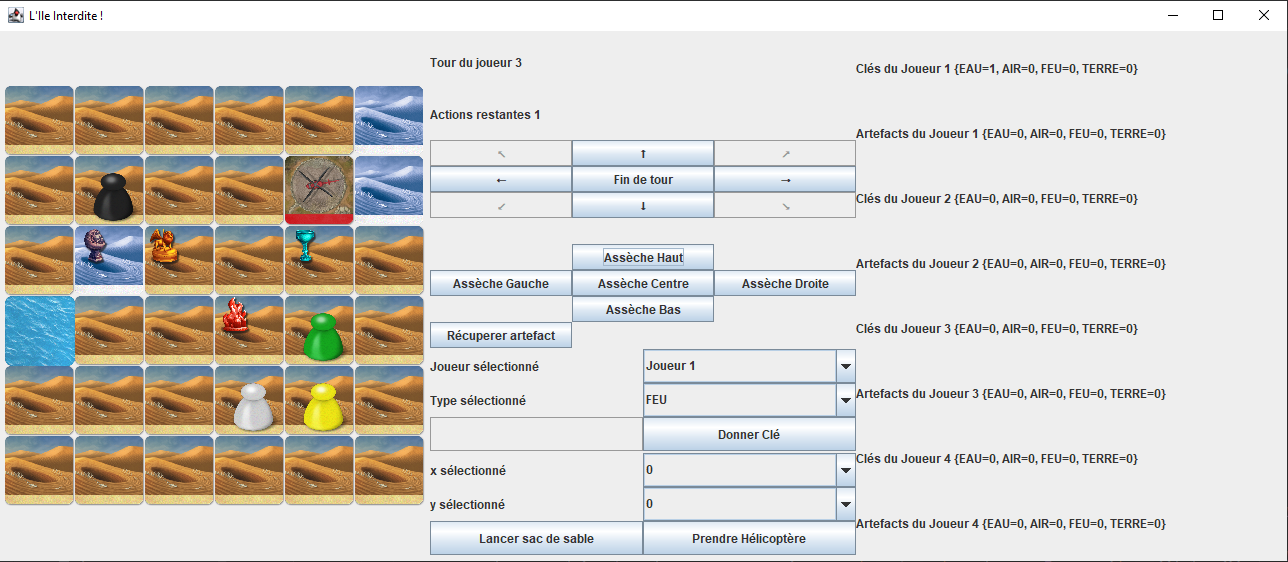 L'Ile Interdite !
Tour du joueur 3
Actions restantes 1
↖ ↑ ↗
← Fin de tour →
↙ ↓ ↘
Assèche Haut
Assèche Gauche Assèche Centre Assèche Droite
Assèche Bas
Récuperer artefact
Joueur sélectionné Joueur 1
Type sélectionné FEU
Donner Clé
x sélectionné 0
y sélectionné 0
Lancer sac de sable Prendre Hélicoptère
Clés du Joueur 1 {EAU=1, AIR=0, FEU=0, TERRE=0}
Artefacts du Joueur 1 {EAU=0, AIR=0, FEU=0, TERRE=0}
Clés du Joueur 2 {EAU=0, AIR=0, FEU=0, TERRE=0}
Artefacts du Joueur 2 {EAU=0, AIR=0, FEU=0, TERRE=0}
Clés du Joueur 3 {EAU=0, AIR=0, FEU=0, TERRE=0}
Artefacts du Joueur 3 {EAU=0, AIR=0, FEU=0, TERRE=0}
Clés du Joueur 4 {EAU=0, AIR=0, FEU=0, TERRE=0}
Artefacts du Joueur 4 {EAU=0, AIR=0, FEU=0, TERRE=0}